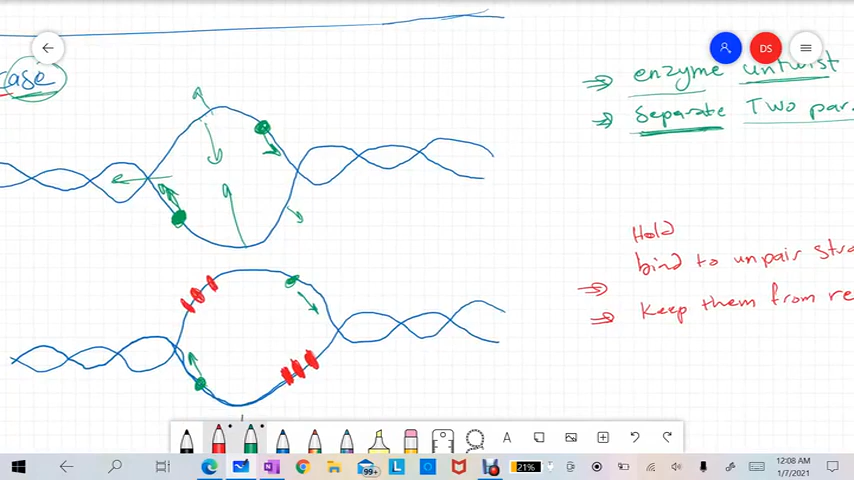 ase
DS
enzyme untwist
Separate Two par
Hold
bind to unpair stra
Keep them from re
A
99+
L
21%
12:08 AM
1/7/2021